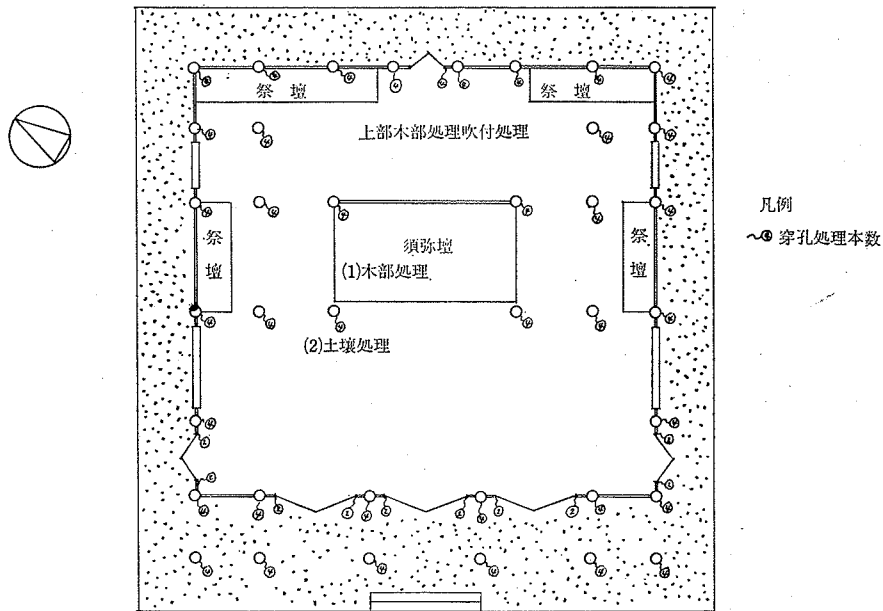 祭壇
祭壇
上部木部処理吹付処理
凡例
穿孔処理本数
祭壇
須弥壇
祭壇
(1)木部処理
(2)土壌処理